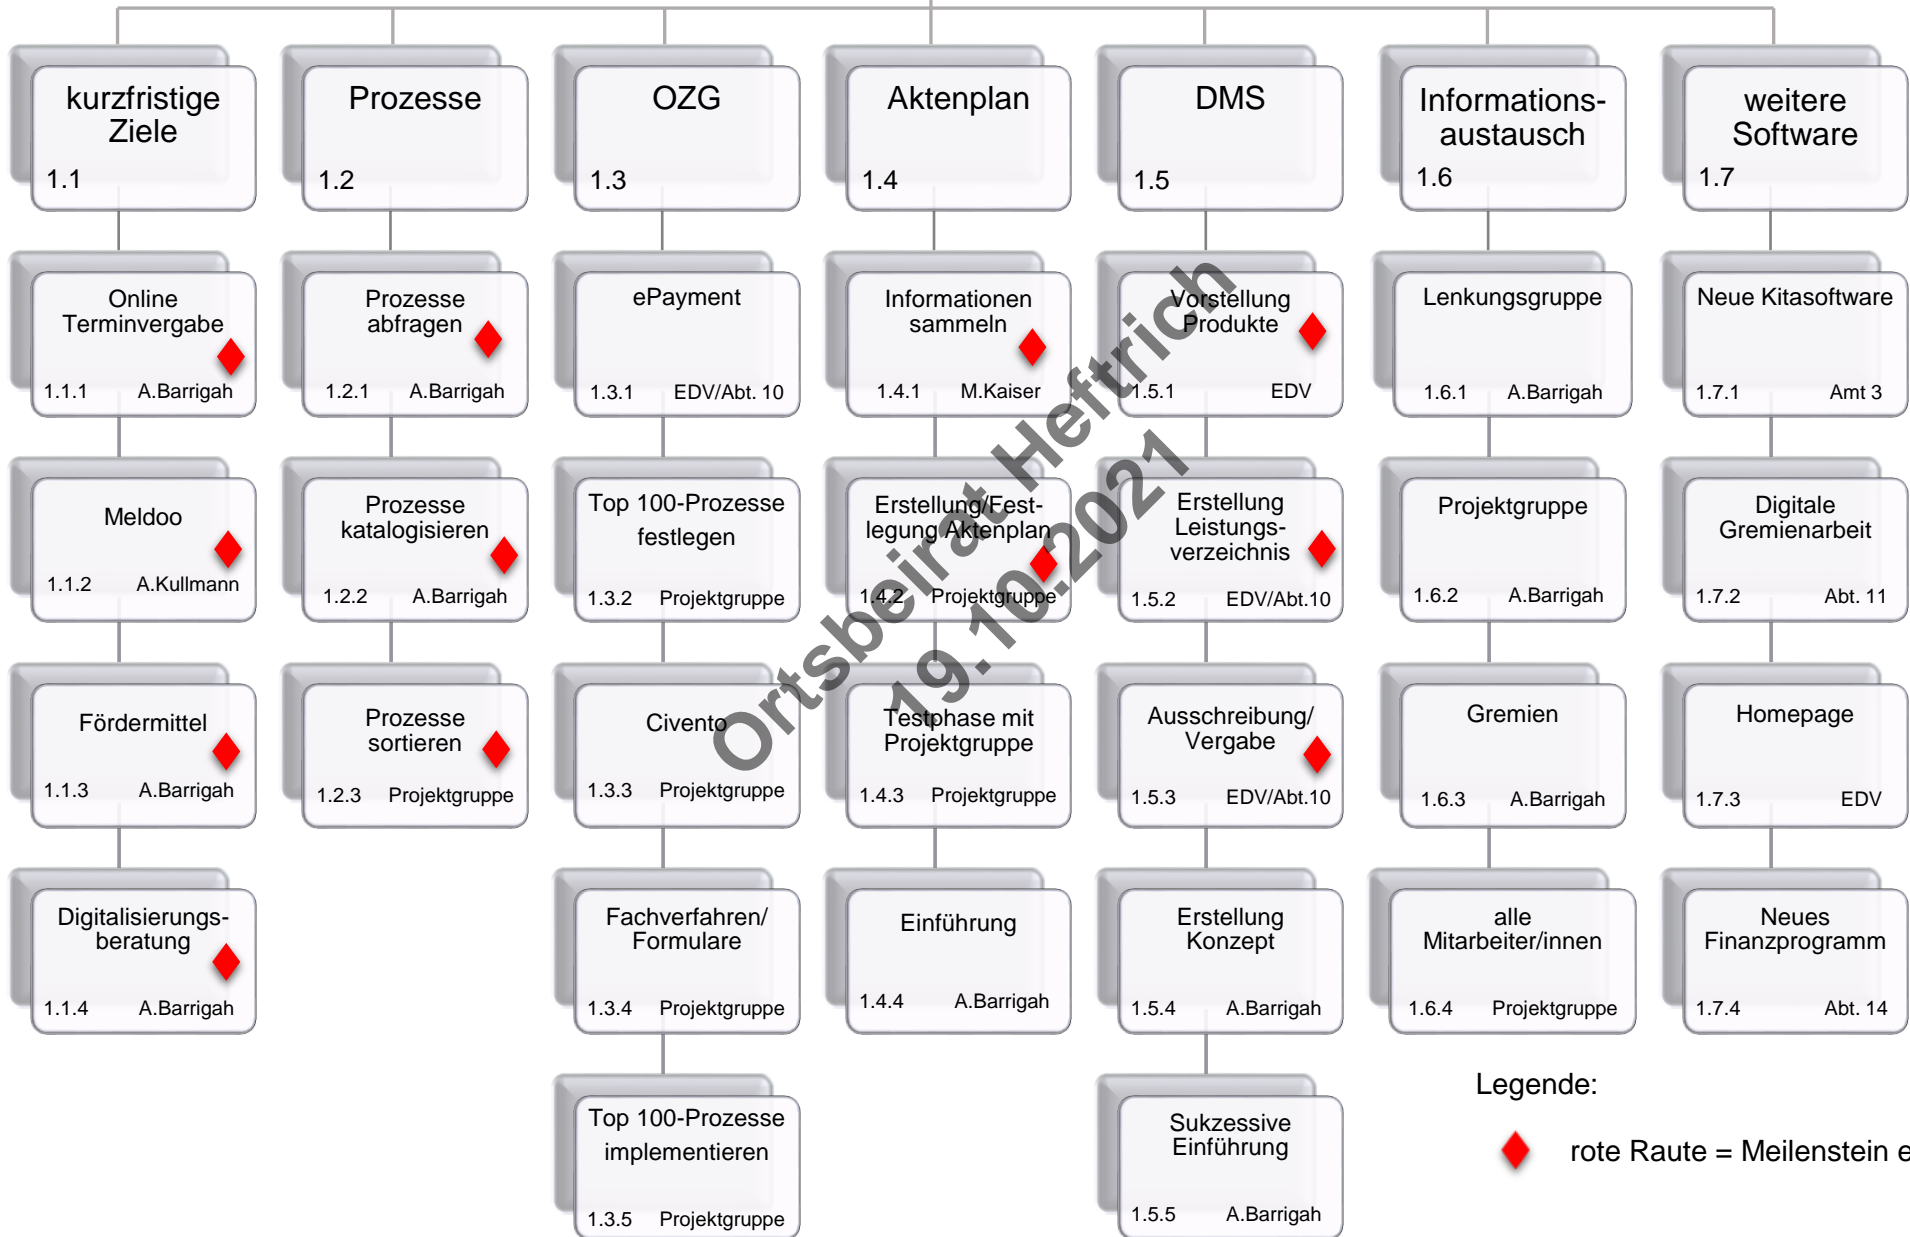 kurzfristige
Ziele
1.1
Prozesse
1.2
OZG
1.3
Aktenplan
1.4
DMS
1.5
Informations-
austausch
1.6
weitere
Software
1.7
Online
Terminvergabe
1.1.1 A.Barrigah
Prozesse
abfragen
1.2.1 A.Barrigah
ePayment
1.3.1 EDV/Abt. 10
Informationen
sammeln
1.4.1 M.Kaiser
Vorstellung
Produkte
1.5.1 EDV
Lenkungsgruppe
1.6.1 A.Barrigah
Neue Kitasoftware
1.7.1 Amt 3
Meldoo
1.1.2 A.Kullmann
Prozesse
katalogisieren
1.2.2 A.Barrigah
Top 100-Prozesse
festlegen
1.3.2 Projektgruppe
Erstellung/Fest-
legung Aktenplan
1.4.2 Projektgruppe
Erstellung
Leistungs-
verzeichnis
1.5.2 EDV/Abt.10
Projektgruppe
1.6.2 A.Barrigah
Digitale
Gremienarbeit
1.7.2 Abt. 11
Fördermittel
1.1.3 A.Barrigah
Prozesse
sortieren
1.2.3 Projektgruppe
Civento
1.3.3 Projektgruppe
Testphase mit
Projektgruppe
1.4.3 Projektgruppe
Ausschreibung/
Vergabe
1.5.3 EDV/Abt.10
Gremien
1.6.3 A.Barrigah
Homepage
1.7.3 EDV
Digitalisierungs-
beratung
1.1.4 A.Barrigah
Fachverfahren/
Formulare
1.3.4 Projektgruppe
Einführung
1.4.4 A.Barrigah
Erstellung
Konzept
1.5.4 A.Barrigah
alle
Mitarbeiter/innen
1.6.4 Projektgruppe
Neues
Finanzprogramm
1.7.4 Abt. 14
Top 100-Prozesse
implementieren
1.3.5 Projektgruppe
Sukzessive
Einführung
1.5.5 A.Barrigah
Legende:
rote Raute = Meilenstein e
Ortsbeirat Heftrich
19.10.2021